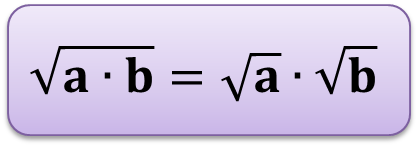 √a · b = √a · √b